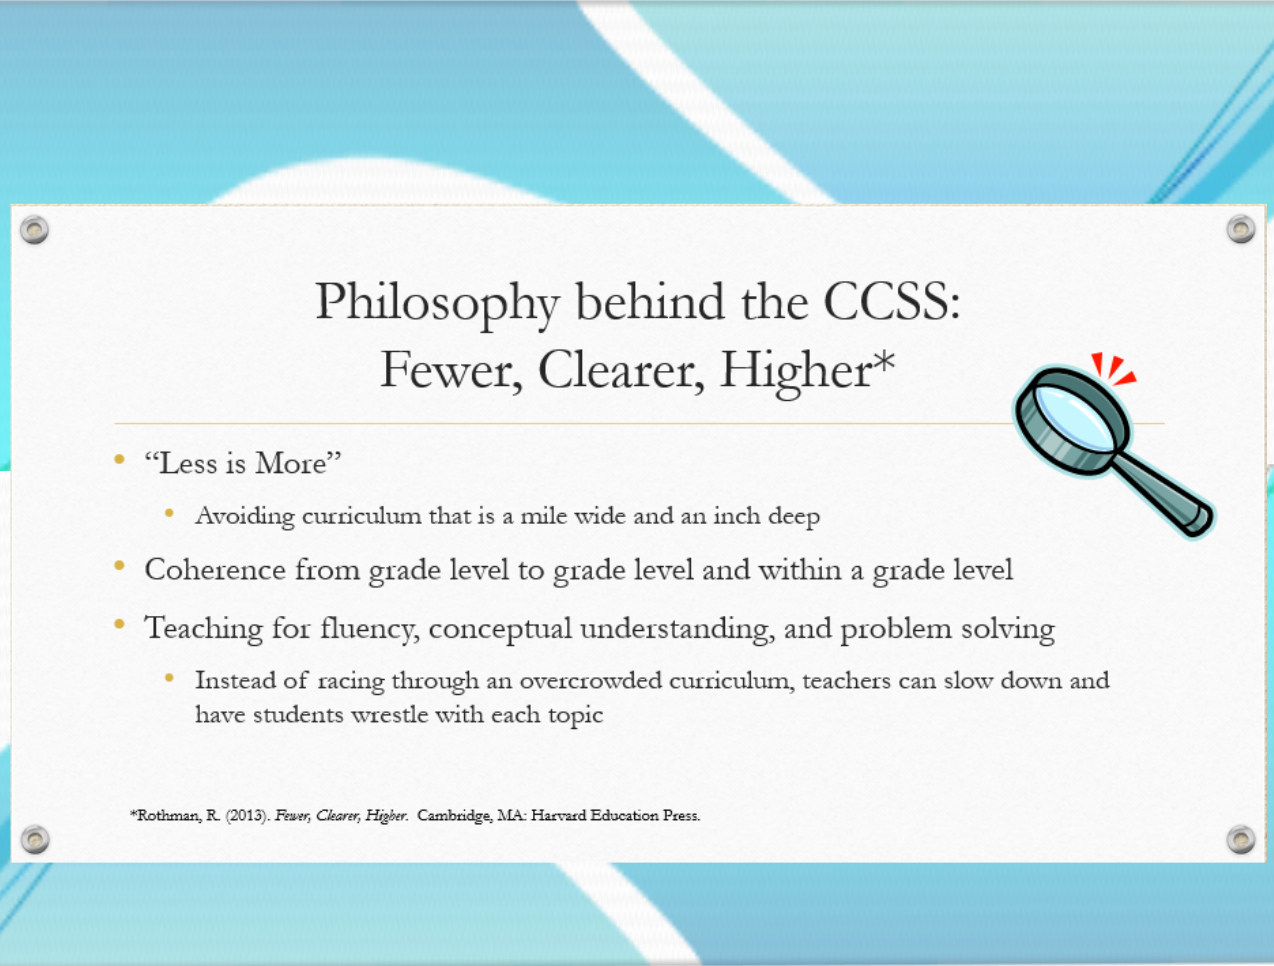 Philosophy behind the CCSS:
Fewer, Clearer, Higher*
• “Less is More”
• Avoiding curriculum that is a mile wide and an inch deep
• Coherence from grade level to grade level and within a grade level
• Teaching for fluency, conceptual understanding, and problem solving
• Instead of racing through an overcrowded curriculum, teachers can slow down and
have students wrestle with each topic
*Rothman, R. (2013). Fewer, Clearer, Higher. Cambridge, MA: Harvard Education Press.